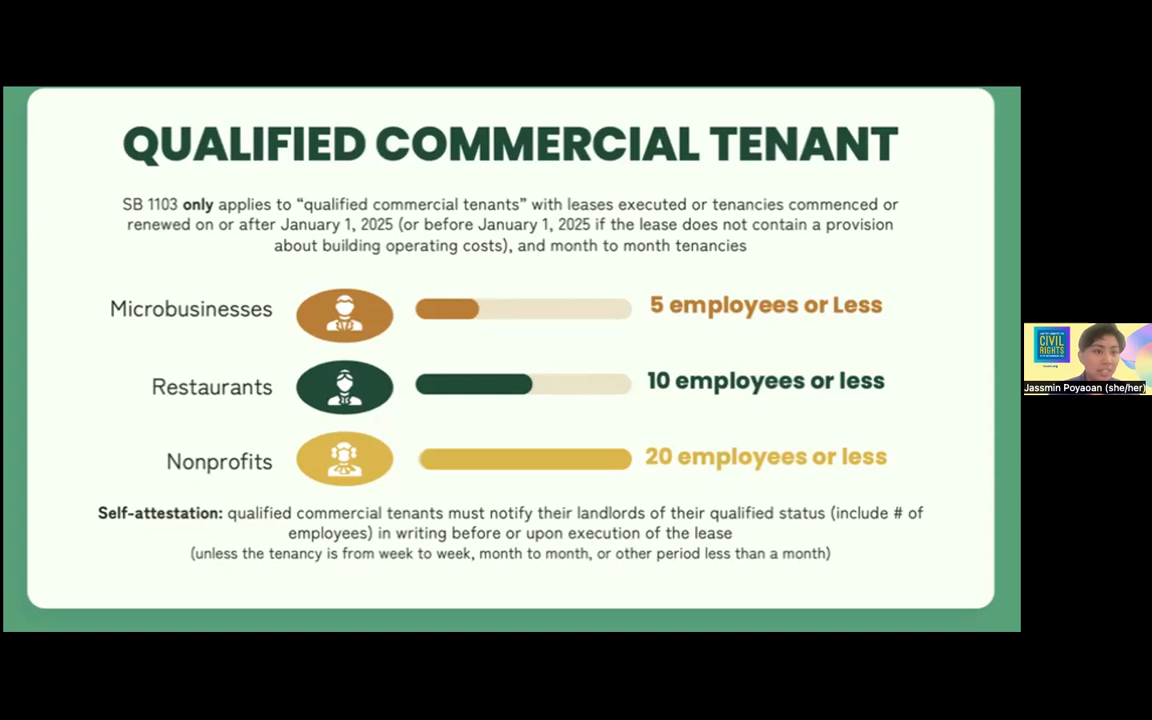 QUALIFIED COMMERCIAL TENANT
SB 1103 only applies to “qualified commercial tenants” with leases executed or tenancies commenced or
renewed on or after January 1, 2025 (or before January 1, 2025 if the lease does not contain a provision
about building operating costs), and month to month tenancies
Microbusinesses
5 employees or Less
Restaurants
10 employees or less
Nonprofits
20 employees or less
Self-attestation: qualified commercial tenants must notify their landlords of their qualified status (include # of
employees) in writing before or upon execution of the lease
(unless the tenancy is from week to week, month to month, or other period less than a month)
CIVIL
RIGHTS
Jassmin Poyaoan (she/her)